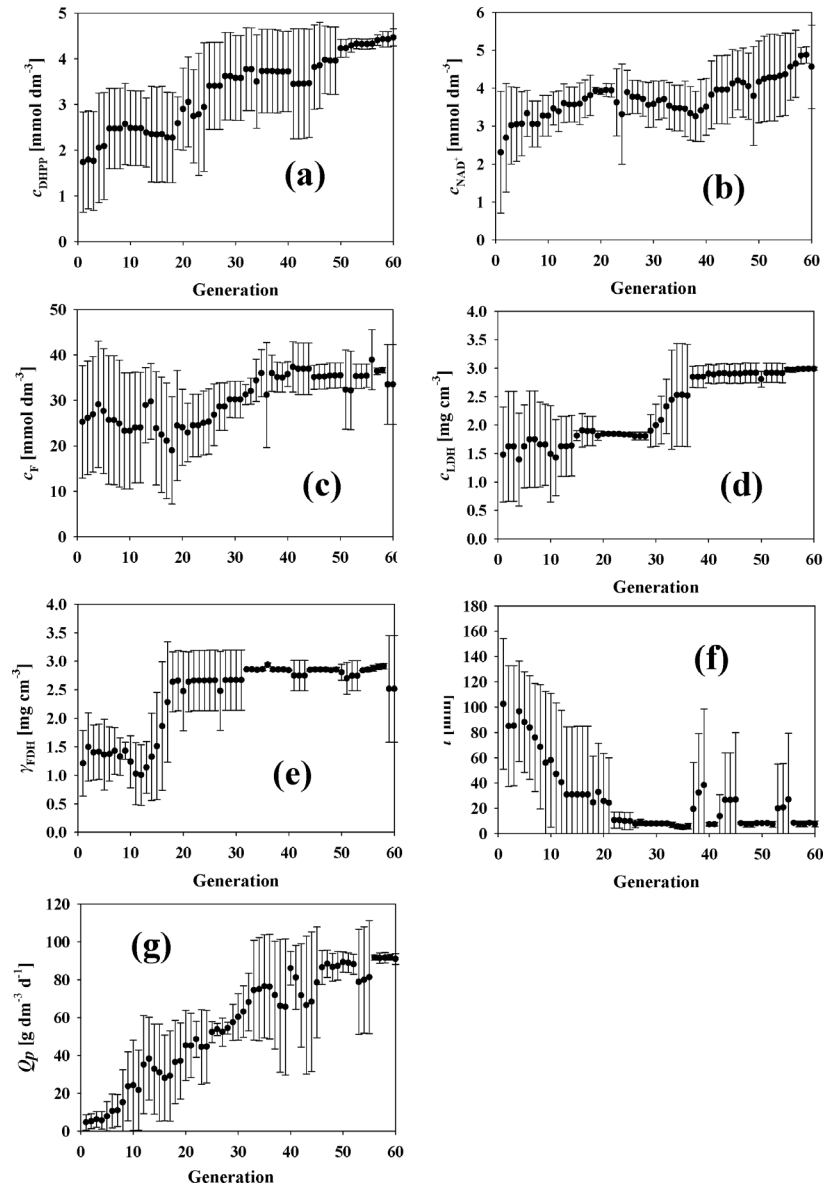 (a)
c_DHPP [mmol dm⁻³]
5
4
3
2
1
0
0 10 20 30 40 50 60
Generation
(b)
c_NAD⁺ [mmol dm⁻³]
6
5
4
3
2
1
0
0 10 20 30 40 50 60
Generation
(c)
c_F [mmol dm⁻³]
50
40
30
20
10
0
0 10 20 30 40 50 60
Generation
(d)
c_LDH [mg cm⁻³]
4.0
3.5
3.0
2.5
2.0
1.5
1.0
0.5
0.0
0 10 20 30 40 50 60
Generation
(e)
γ_FDH [mg cm⁻³]
4.0
3.5
3.0
2.5
2.0
1.5
1.0
0.5
0.0
0 10 20 30 40 50 60
Generation
(f)
180
160
140
120
100
80
60
40
20
0
0 10 20 30 40 50 60
Generation
(g)
Qp [g dm⁻³ d⁻¹]
120
100
80
60
40
20
0
0 10 20 30 40 50 60
Generation